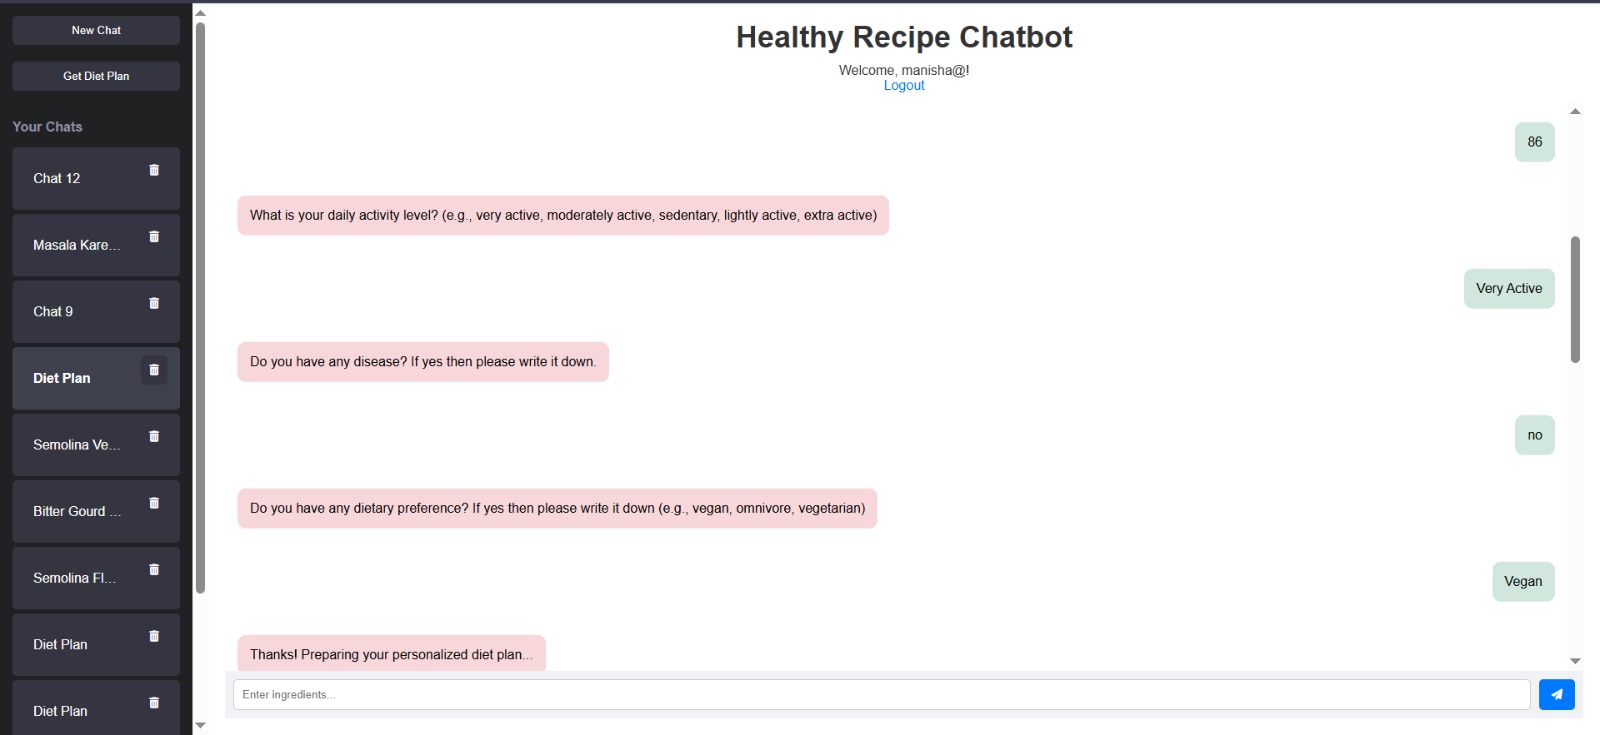 New Chat
Get Diet Plan
Your Chats
Chat 12
Masala Kare...
Chat 9
Diet Plan
Semolina Ve...
Bitter Gourd ...
Semolina Fl...
Diet Plan
Diet Plan
Healthy Recipe Chatbot
Welcome, manisha@!
Logout
86
What is your daily activity level? (e.g., very active, moderately active, sedentary, lightly active, extra active)
Very Active
Do you have any disease? If yes then please write it down.
no
Do you have any dietary preference? If yes then please write it down (e.g., vegan, omnivore, vegetarian)
Vegan
Thanks! Preparing your personalized diet plan...
Enter ingredients...